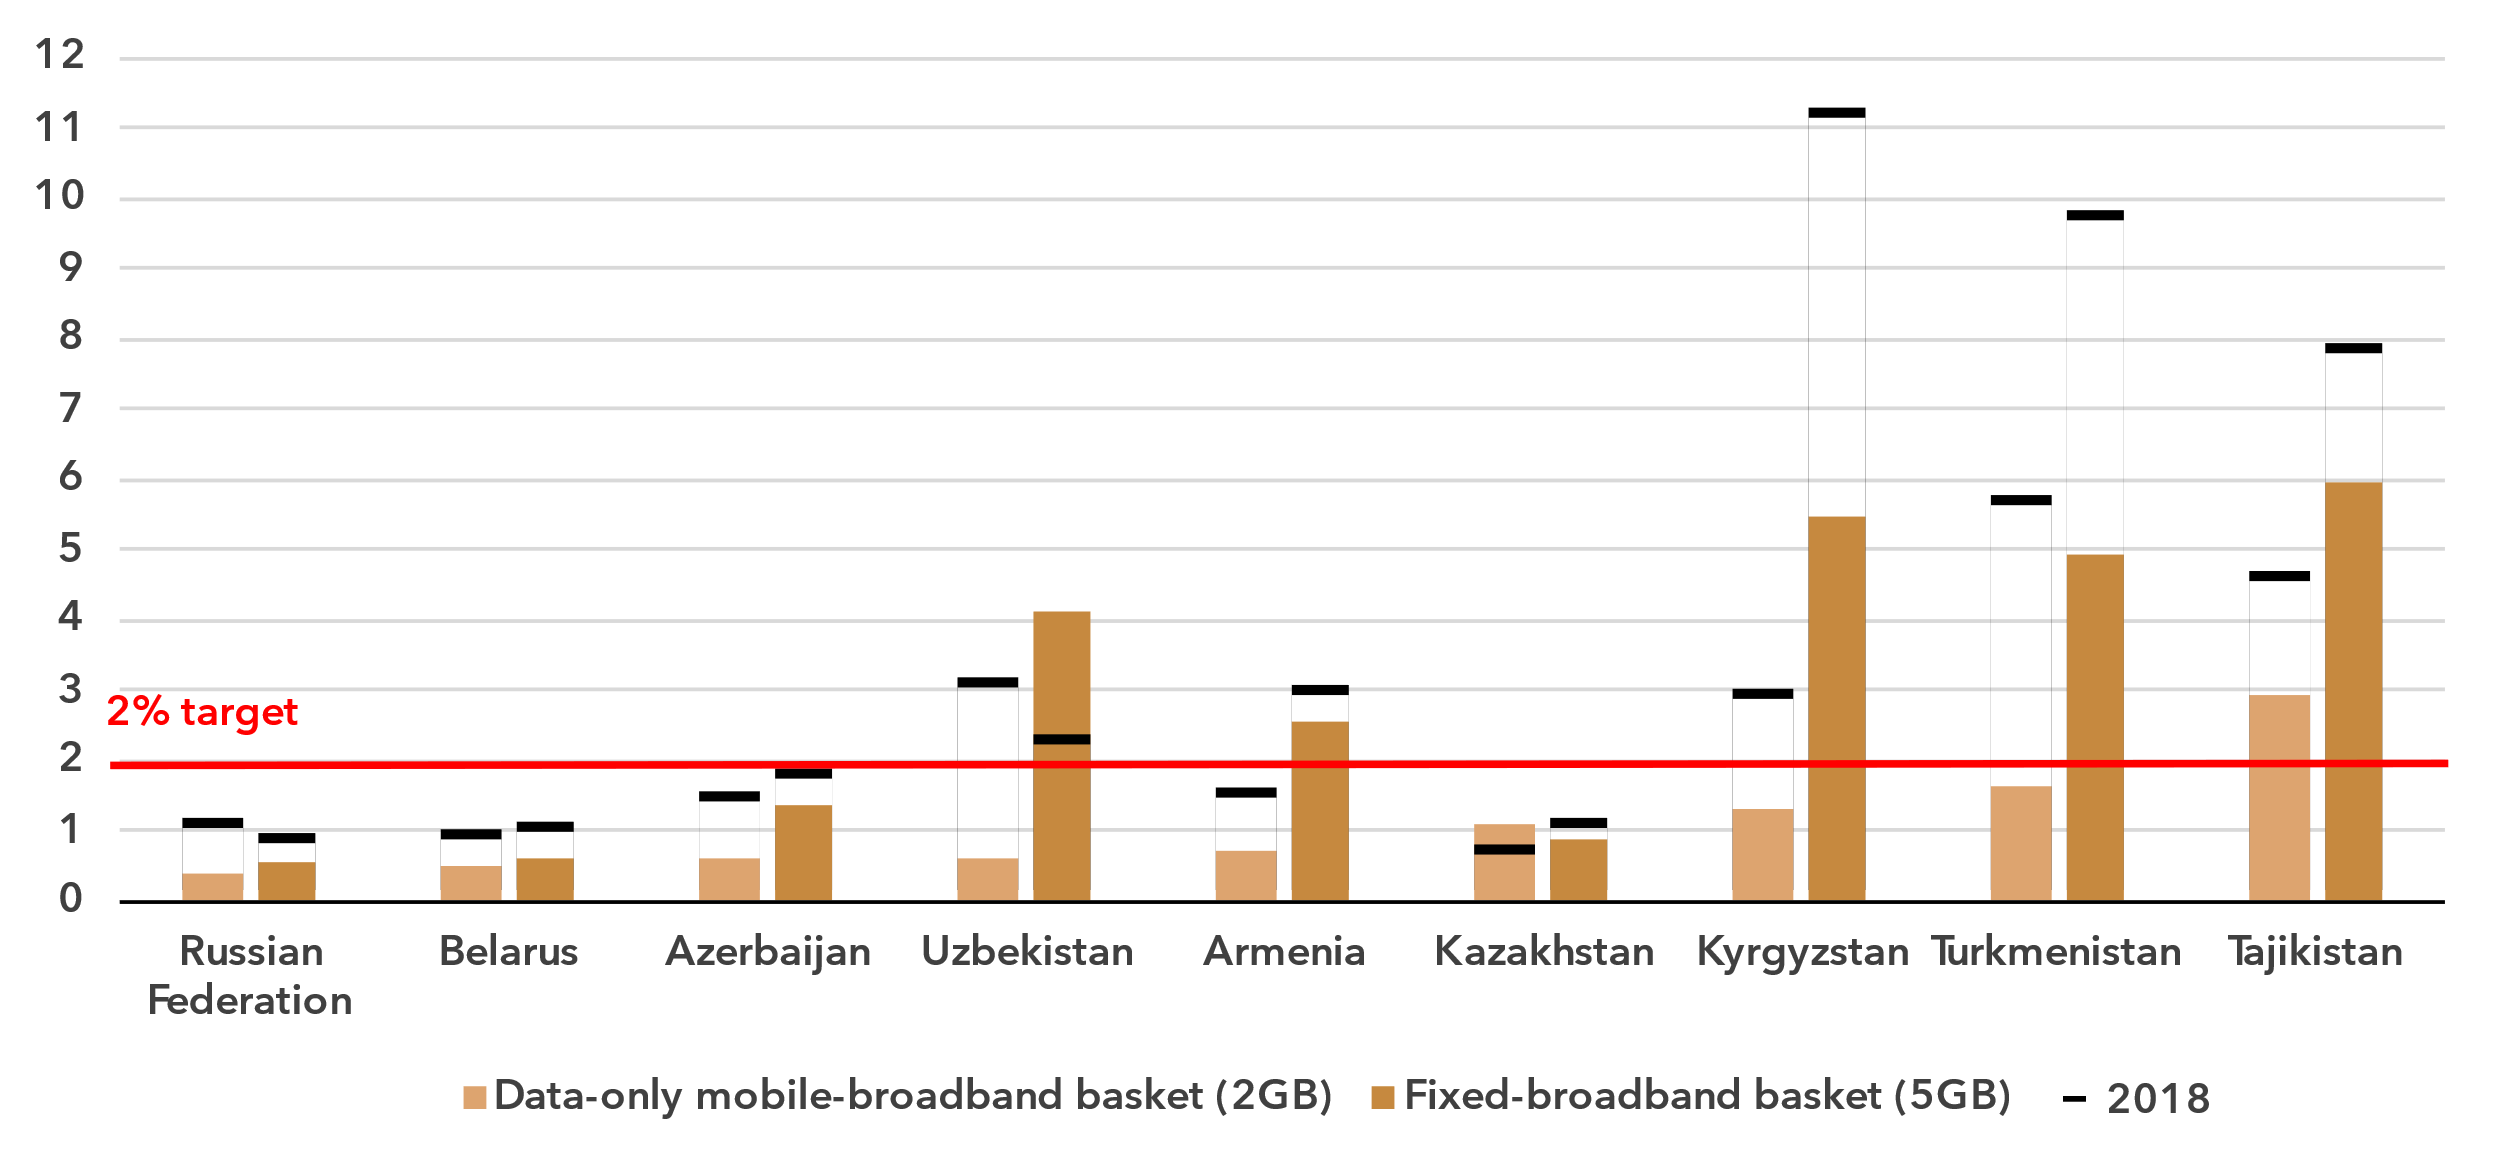 12
11
10
9
8
7
6
5
4
3
2% target
2
1
0
Russian Federation
Belarus
Azerbaijan
Uzbekistan
Armenia
Kazakhstan
Kyrgyzstan
Turkmenistan
Tajikistan
Data-only mobile-broadband basket (2GB)
Fixed-broadband basket (5GB)
2018